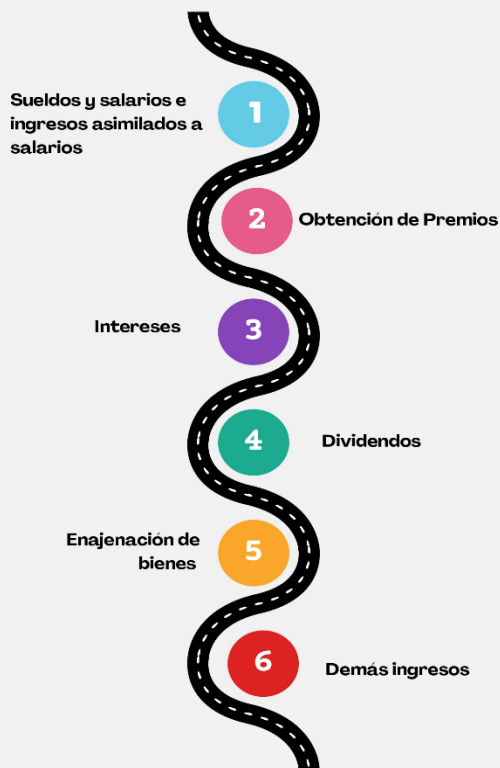 1
Sueldos y salarios e
ingresos asimilados a
salarios
2
Obtención de Premios
3
Intereses
4
Dividendos
5
Enajenación de
bienes
6
Demás ingresos